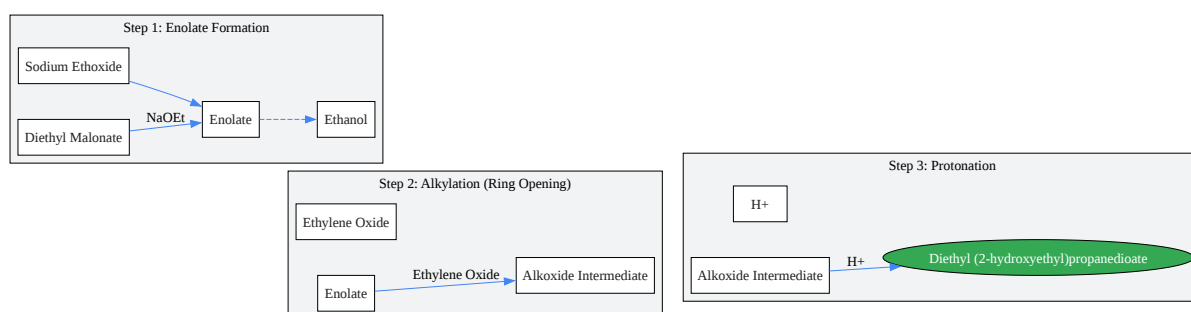 Step 1: Enolate Formation
Sodium Ethoxide
NaOEt
Diethyl Malonate
Enolate
Ethanol
Step 2: Alkylation (Ring Opening)
Ethylene Oxide
Ethylene Oxide
Enolate
Alkoxide Intermediate
Step 3: Protonation
H+
Alkoxide Intermediate
H+
Diethyl (2-hydroxyethyl)propanedioate